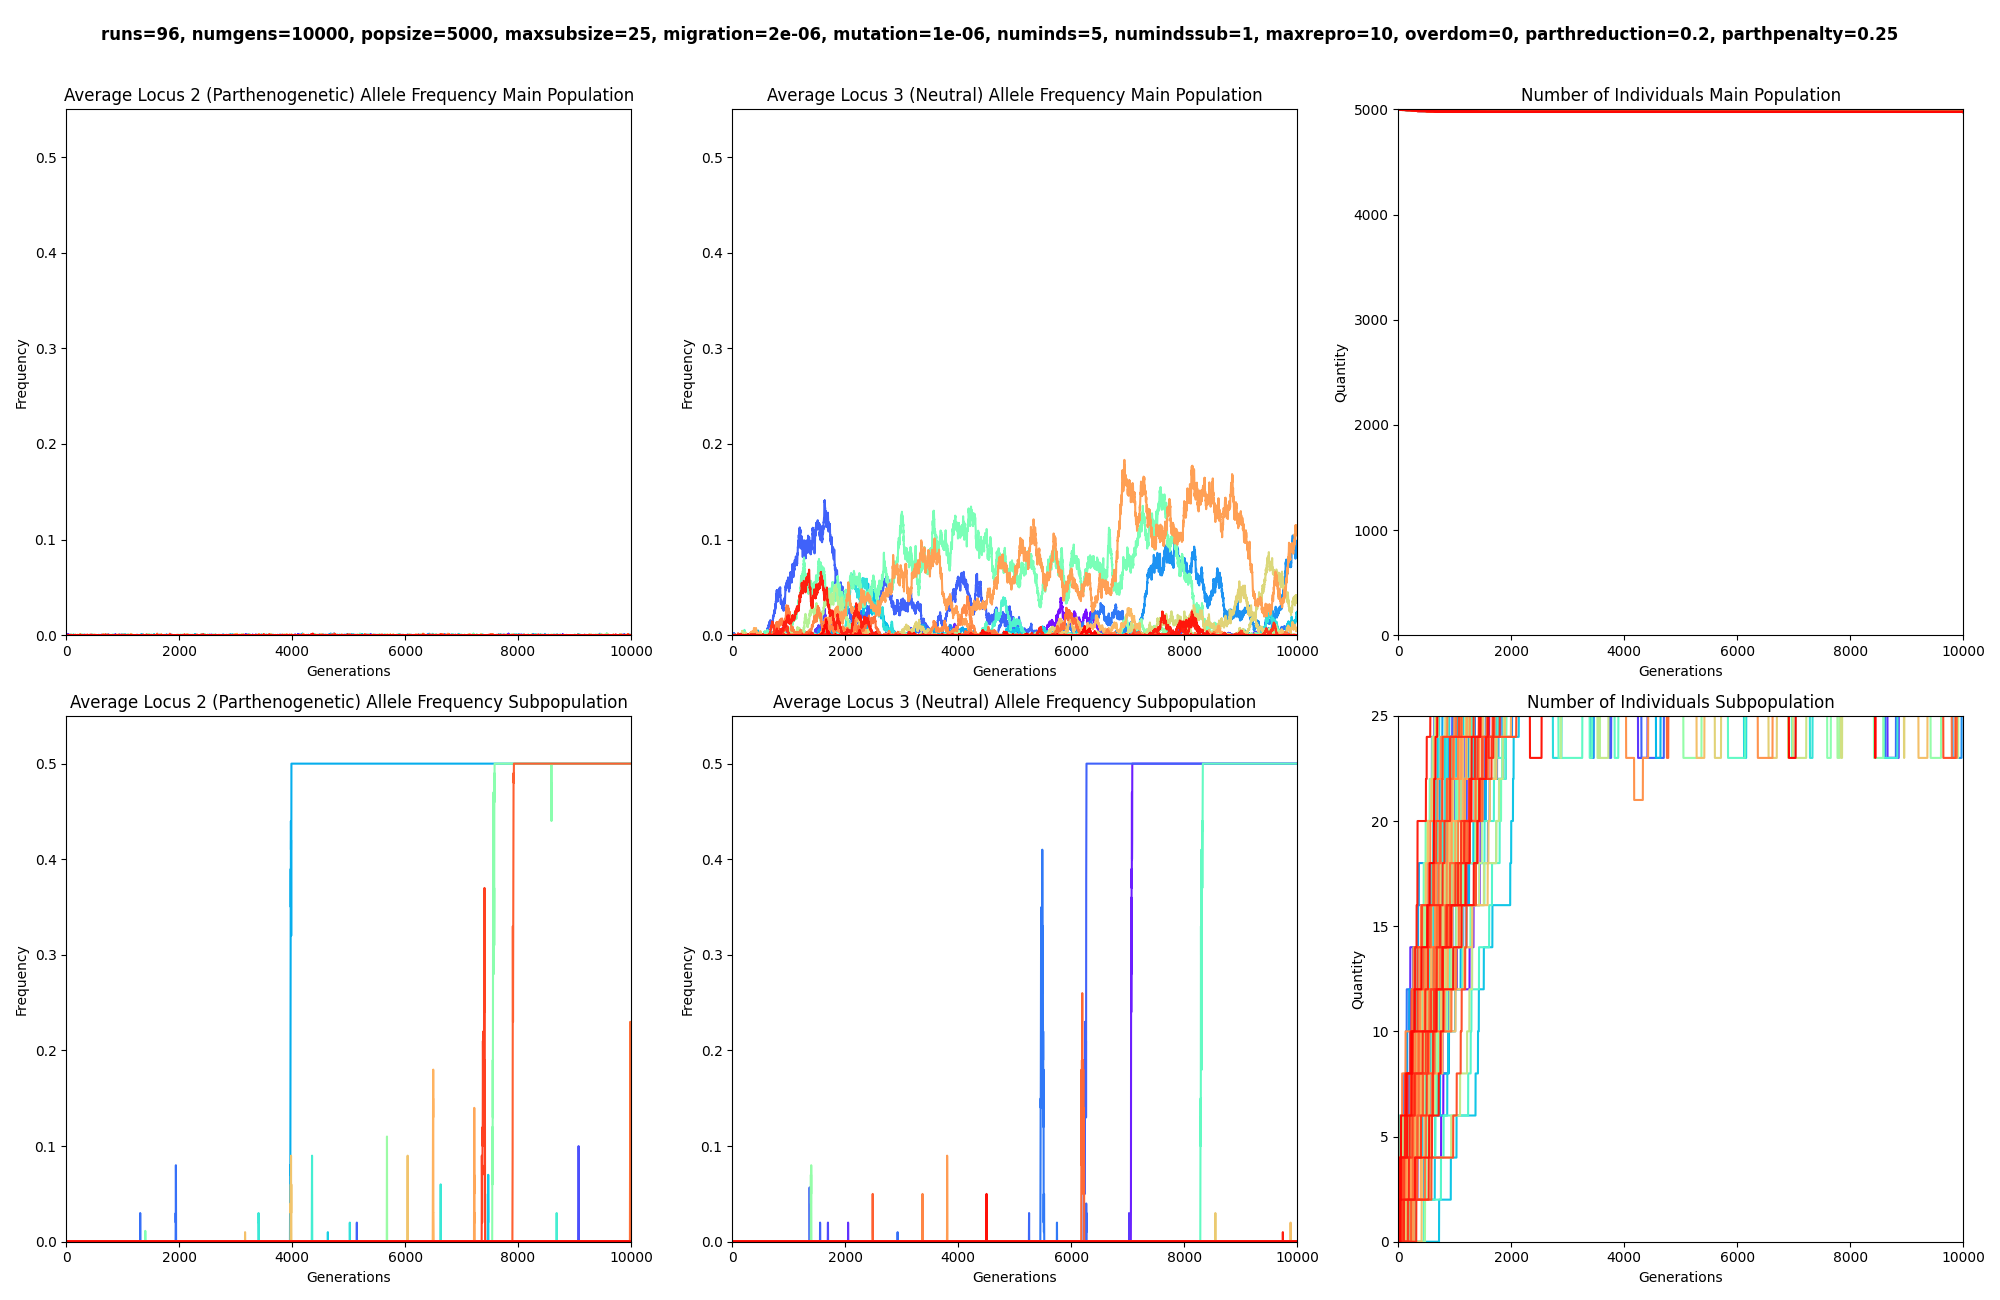 runs=96, numgens=10000, popsize=5000, maxsubsize=25, migration=2e-06, mutation=1e-06, numinds=5, numindssub=1, maxrepro=10, overdom=0, parthreduction=0.2, parthpenalty=0.25
Average Locus 2 (Parthenogenetic) Allele Frequency Main Population
0.5
0.4
0.3
0.2
0.1
0.0
Frequency
0 2000 4000 6000 8000 10000
Generations
Average Locus 3 (Neutral) Allele Frequency Main Population
0.5
0.4
0.3
0.2
0.1
0.0
Frequency
0 2000 4000 6000 8000 10000
Generations
Number of Individuals Main Population
5000
4000
3000
2000
1000
0
Quantity
0 2000 4000 6000 8000 10000
Generations
Average Locus 2 (Parthenogenetic) Allele Frequency Subpopulation
0.5
0.4
0.3
0.2
0.1
0.0
Frequency
0 2000 4000 6000 8000 10000
Generations
Average Locus 3 (Neutral) Allele Frequency Subpopulation
0.5
0.4
0.3
0.2
0.1
0.0
Frequency
0 2000 4000 6000 8000 10000
Generations
Number of Individuals Subpopulation
25
20
15
10
5
0
Quantity
0 2000 4000 6000 8000 10000
Generations